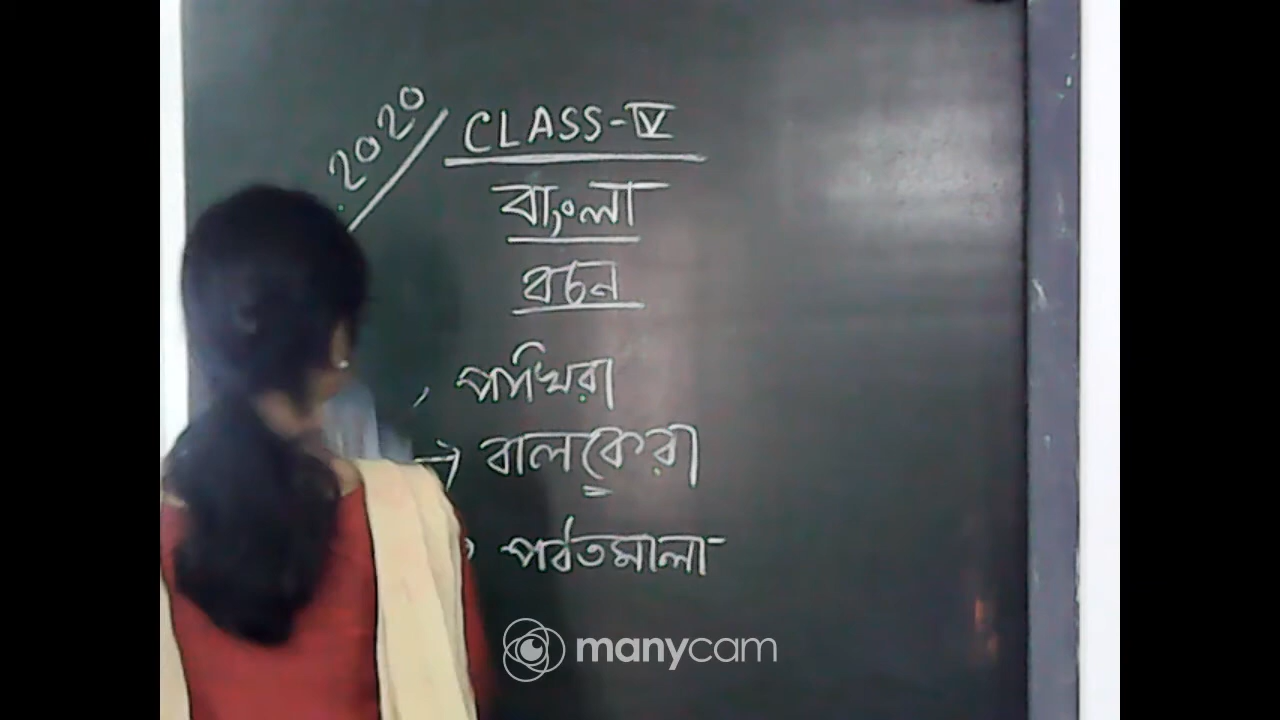 2020
CLASS-IV
বাংলা
বচন
পাখিরা
→ বালকেরা
পর্বতমালা
manycam